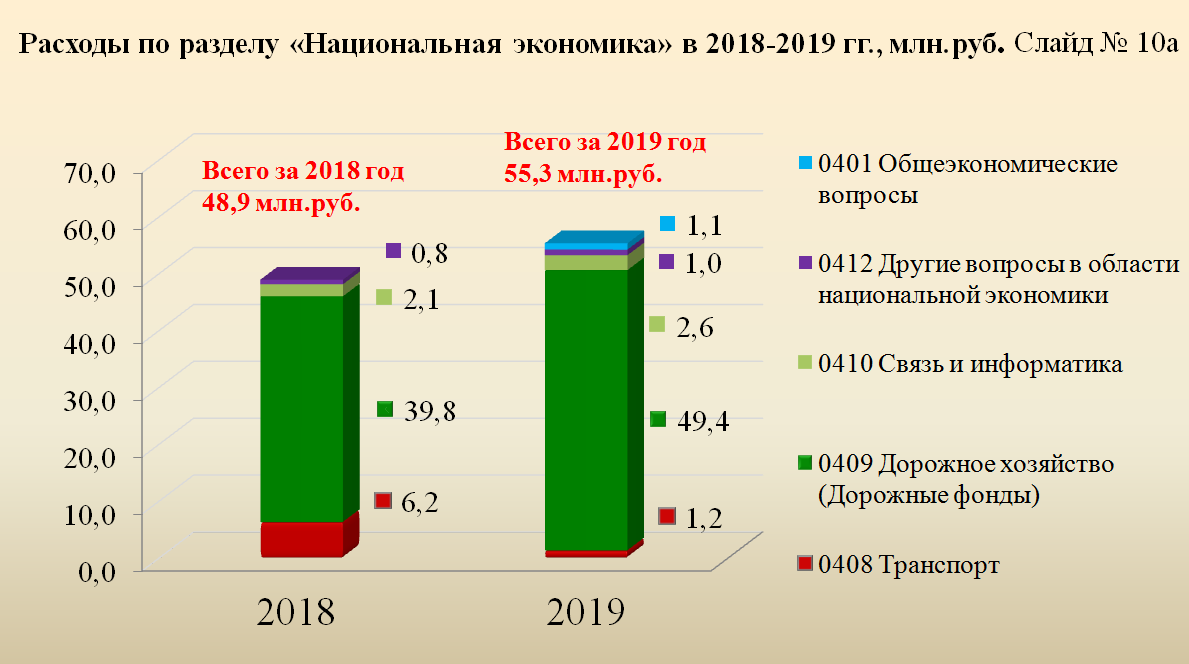 Расходы по разделу «Национальная экономика» в 2018-2019 гг., млн.руб. Слайд № 10а
Всего за 2018 год
48,9 млн.руб.
Всего за 2019 год
55,3 млн.руб.
70,0
60,0
50,0
40,0
30,0
20,0
10,0
0,0
0,8
2,1
39,8
6,2
1,1
1,0
2,6
49,4
1,2
2018
2019
0401 Общеэкономические
вопросы
0412 Другие вопросы в области
национальной экономики
0410 Связь и информатика
0409 Дорожное хозяйство
(Дорожные фонды)
0408 Транспорт